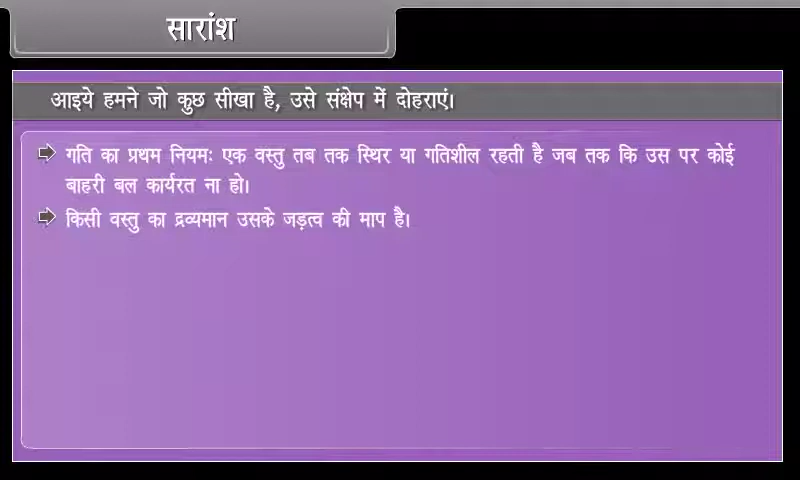 सारांश
आइये हमने जो कुछ सीखा है, उसे संक्षेप में दोहराएं।
गति का प्रथम नियमः एक वस्तु तब तक स्थिर या गतिशील रहती है जब तक कि उस पर कोई
बाहरी बल कार्यरत ना हो।
किसी वस्तु का द्रव्यमान उसके जड़त्व की माप है।